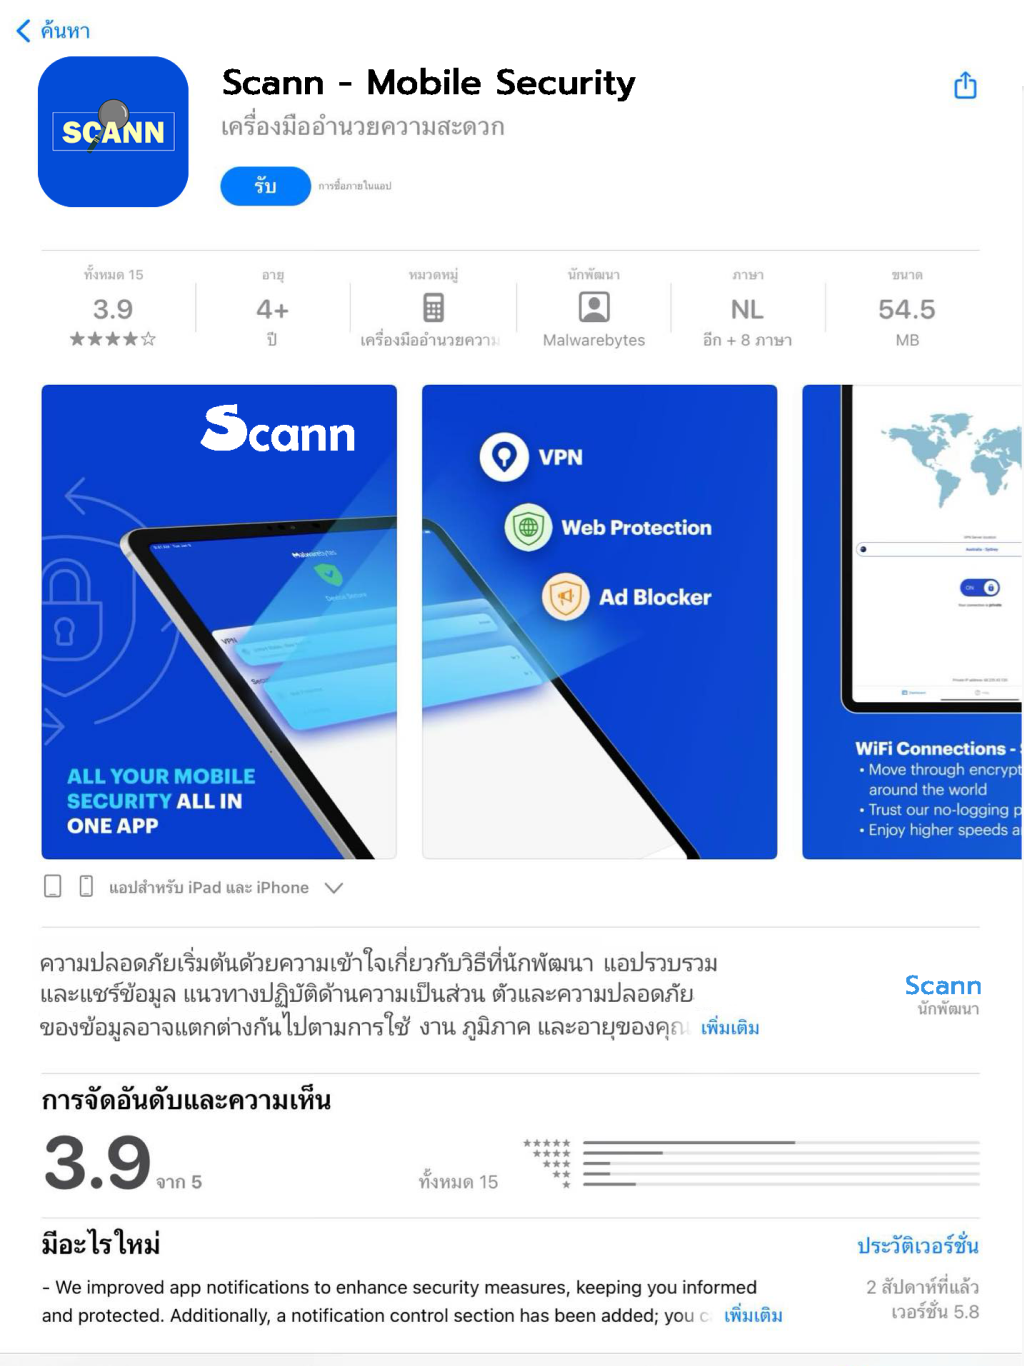 ค้นหา
SCANN
Scann - Mobile Security
เครื่องมืออำนวยความสะดวก
รับ
การซื้อภายในแอป
ทั้งหมด 15
3.9
★★★★☆
อายุ
4+
ปี
หมวดหมู่
เครื่องมืออำนวยความ
นักพัฒนา
Malwarebytes
ภาษา
NL
อีก + 8 ภาษา
ขนาด
54.5
MB
Scann
Malwarebytes
Device Secure
VPN
ALL YOUR MOBILE
SECURITY ALL IN
ONE APP
VPN
Web Protection
Ad Blocker
Australia - Sydney
ON
WiFi Connections -
• Move through encrypt
around the world
• Trust our no-logging p
• Enjoy higher speeds a
แอปสำหรับ iPad และ iPhone
ความปลอดภัยเริ่มต้นด้วยความเข้าใจเกี่ยวกับวิธีที่นักพัฒนา แอปรวบรวม
และแชร์ข้อมูล แนวทางปฏิบัติด้านความเป็นส่วน ตัวและความปลอดภัย
ของข้อมูลอาจแตกต่างกันไปตามการใช้ งาน ภูมิภาค และอายุของคุณ เพิ่มเติม
Scann
นักพัฒนา
การจัดอันดับและความเห็น
3.9 จาก 5
ทั้งหมด 15
★★★★★
★★★★
★★★
★★
★
มีอะไรใหม่
ประวัติเวอร์ชั่น
- We improved app notifications to enhance security measures, keeping you informed
and protected. Additionally, a notification control section has been added; you c เพิ่มเติม
2 สัปดาห์ที่แล้ว
เวอร์ชั่น 5.8